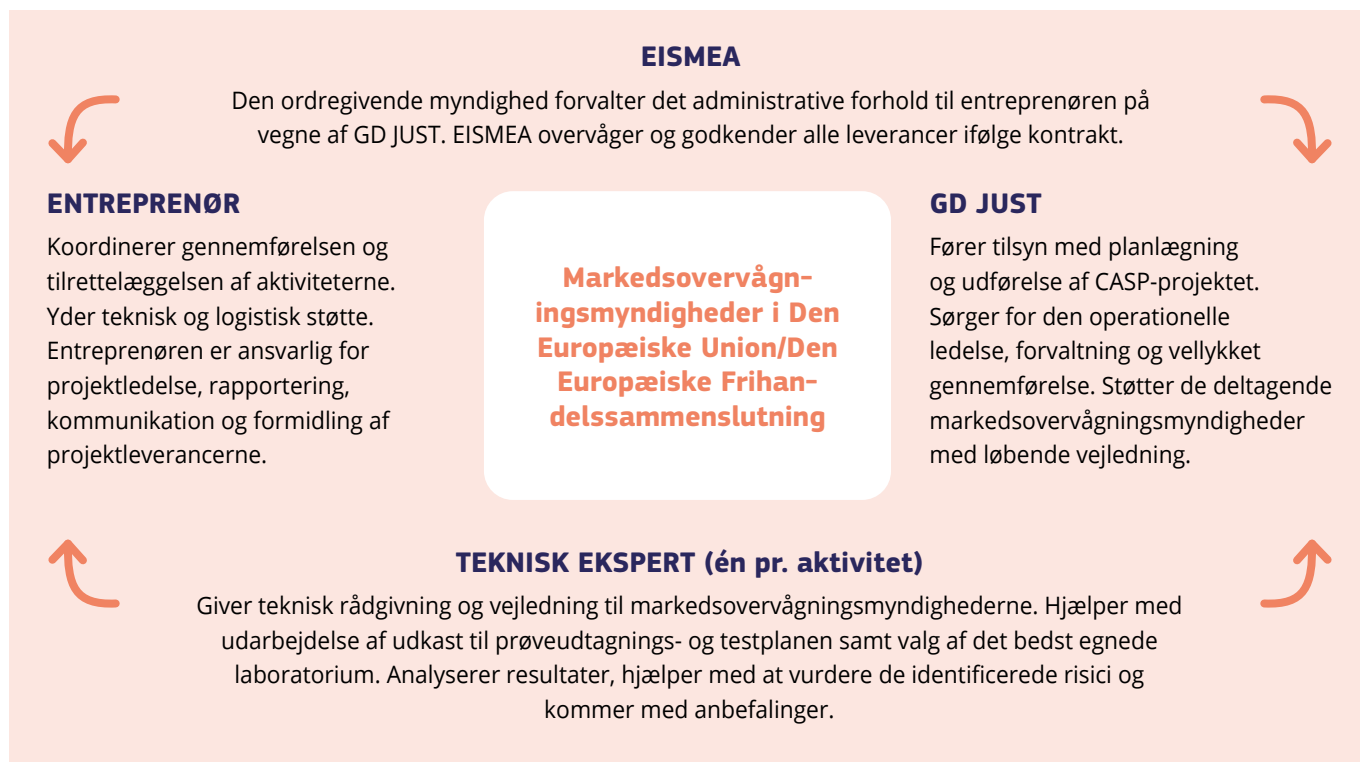 EISMEA
Den ordregivende myndighed forvalter det administrative forhold til entreprenøren på
vegne af GD JUST. EISMEA overvåger og godkender alle leverancer ifølge kontrakt.
ENTREPRENØR
Koordinerer gennemførelsen og
tilrettelæggelsen af aktiviteterne.
Yder teknisk og logistisk støtte.
Entreprenøren er ansvarlig for
projektledelse, rapportering,
kommunikation og formidling af
projektleverancerne.
Markedsovervågn-
ingsmyndigheder i Den
Europæiske Union/Den
Europæiske Frihan-
delssammenslutning
GD JUST
Fører tilsyn med planlægning
og udførelse af CASP-projektet.
Sørger for den operationelle
ledelse, forvaltning og vellykket
gennemførelse. Støtter de deltagende
markedsovervågningsmyndigheder
med løbende vejledning.
TEKNISK EKSPERT (én pr. aktivitet)
Giver teknisk rådgivning og vejledning til markedsovervågningsmyndighederne. Hjælper med
udarbejdelse af udkast til prøveudtagnings- og testplanen samt valg af det bedst egnede
laboratorium. Analyserer resultater, hjælper med at vurdere de identificerede risici og
kommer med anbefalinger.